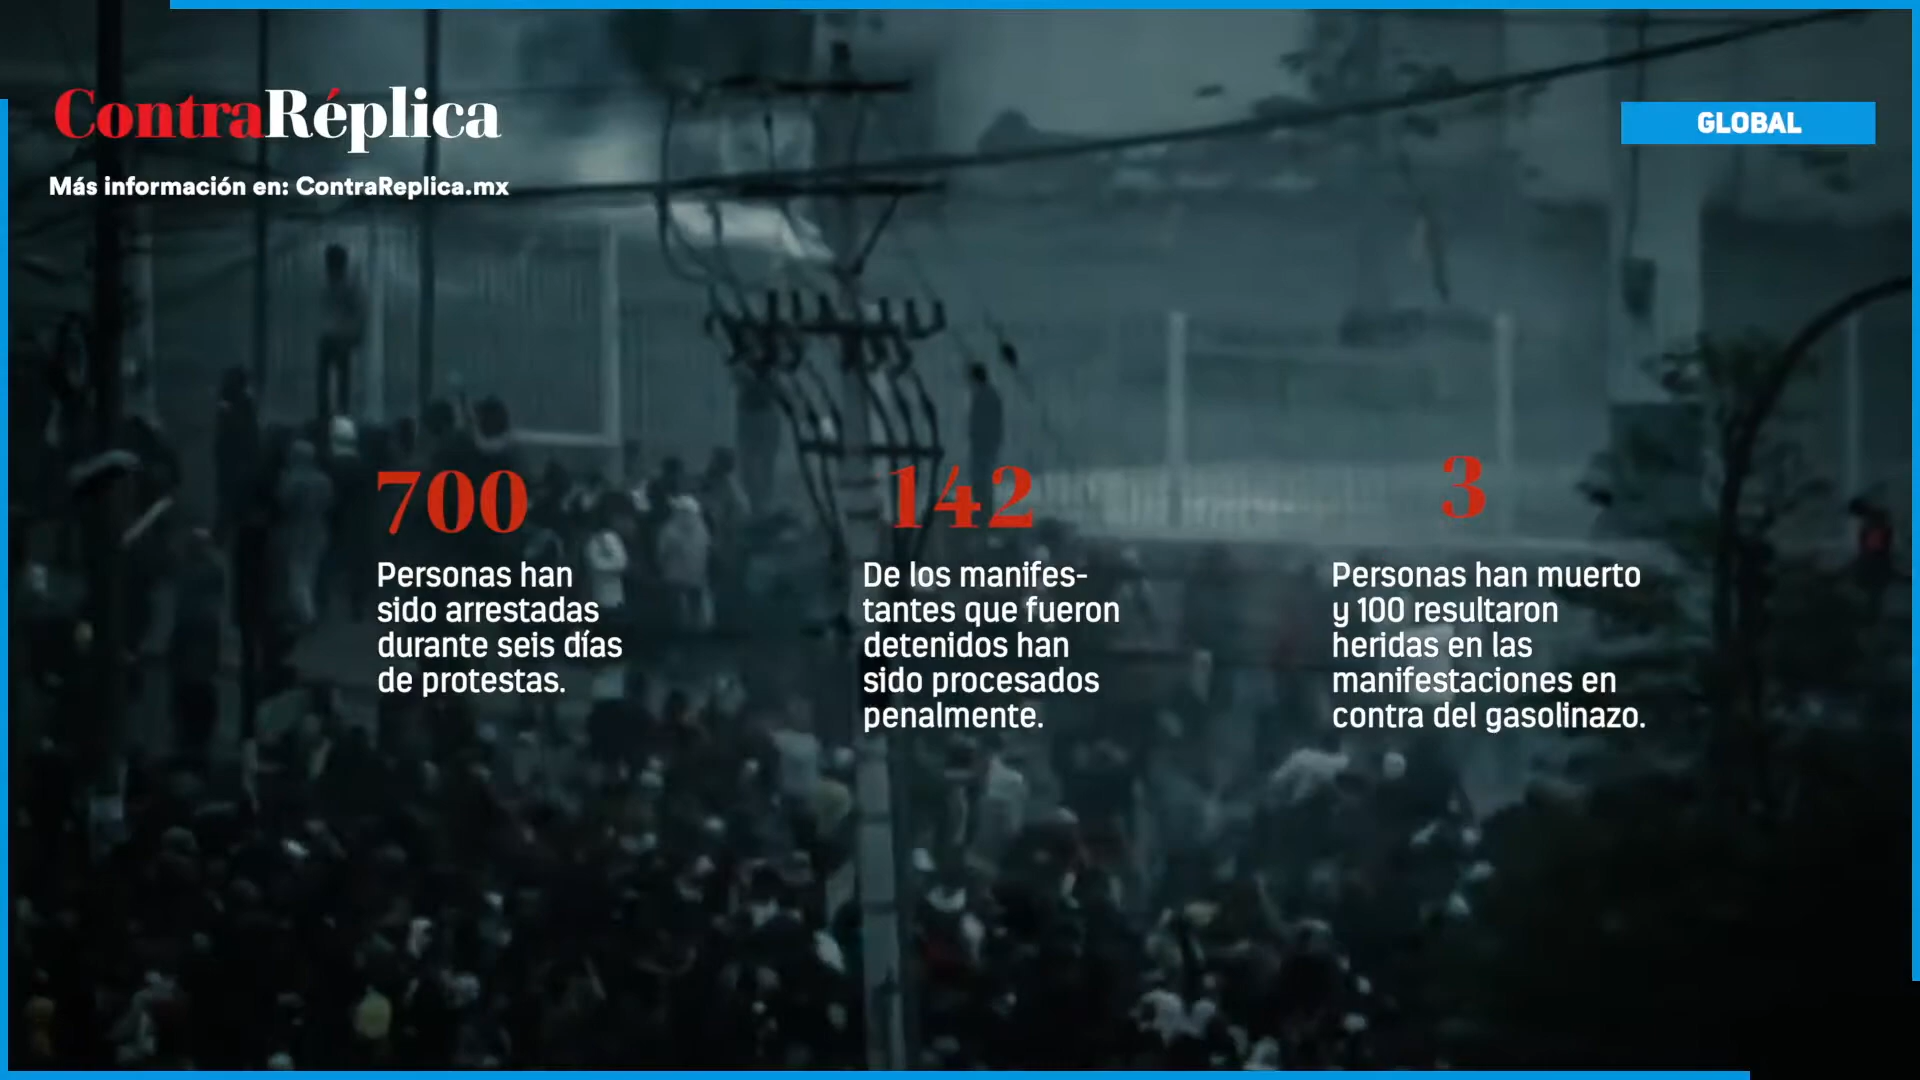 ContraRéplica
Más información en: ContraReplica.mx
GLOBAL
700
Personas han
sido arrestadas
durante seis días
de protestas.
142
De los manifes-
tantes que fueron
detenidos han
sido procesados
penalmente.
3
Personas han muerto
y 100 resultaron
heridas en las
manifestaciones en
contra del gasolinazo.